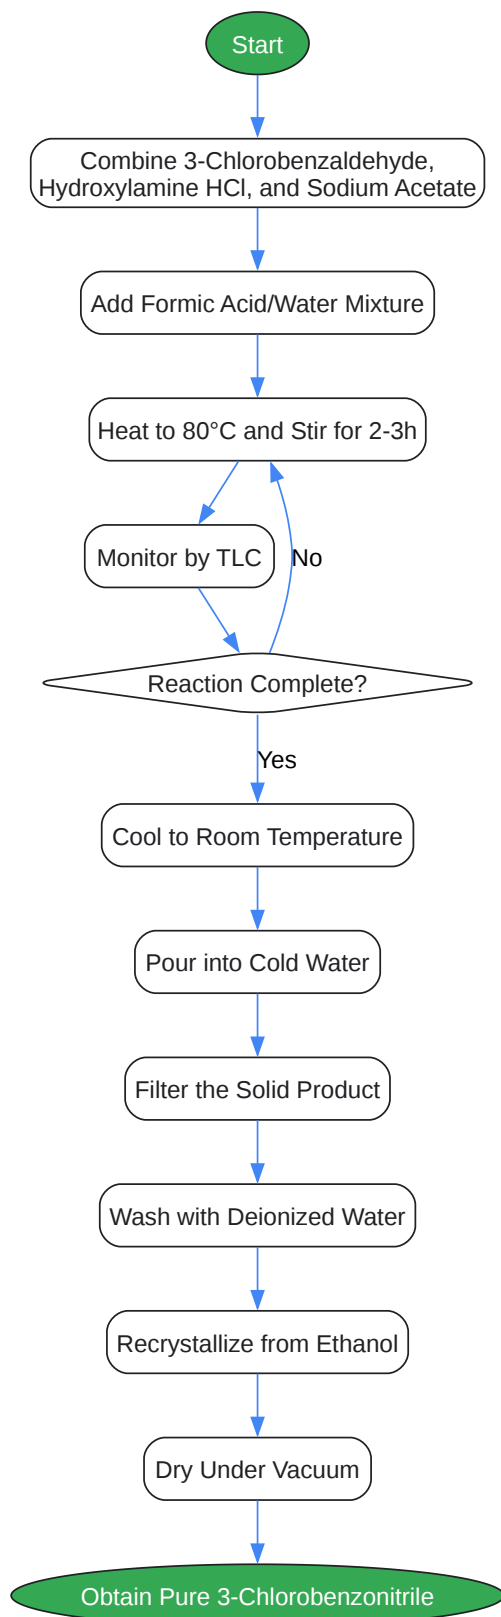 Start
Combine 3-Chlorobenzaldehyde,
Hydroxylamine HCl, and Sodium Acetate
Add Formic Acid/Water Mixture
Heat to 80°C and Stir for 2-3h
Monitor by TLC
No
Reaction Complete?
Yes
Cool to Room Temperature
Pour into Cold Water
Filter the Solid Product
Wash with Deionized Water
Recrystallize from Ethanol
Dry Under Vacuum
Obtain Pure 3-Chlorobenzonitrile